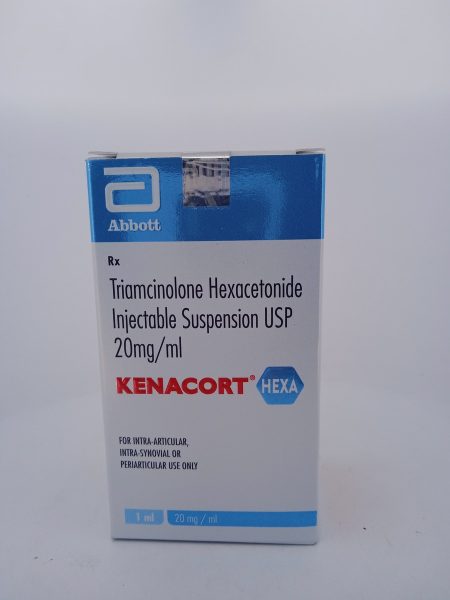 Abbott
Rx
Triamcinolone Hexacetonide
Injectable Suspension USP
20mg/ml
KENACORT® HEXA
FOR INTRA-ARTICULAR,
INTRA-SYNOVIAL OR
PERIARTICULAR USE ONLY
1 ml 20 mg / ml